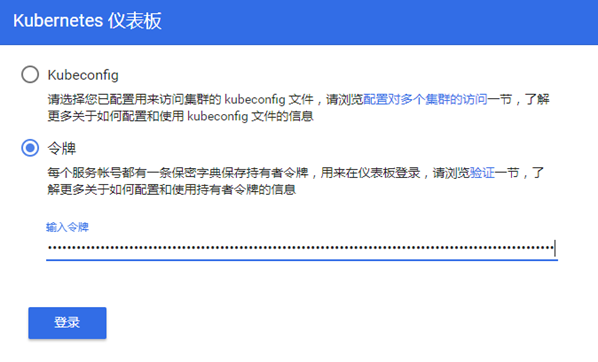 Kubernetes 仪表板
Kubeconfig
请选择您已配置用来访问集群的 kubeconfig 文件，请浏览配置对多个集群的访问一节，了解
更多关于如何配置和使用 kubeconfig 文件的信息
令牌
每个服务帐号都有一条保密字典保存持有者令牌，用来在仪表板登录，请浏览验证一节，了
解更多关于如何配置和使用持有者令牌的信息
输入令牌
登录